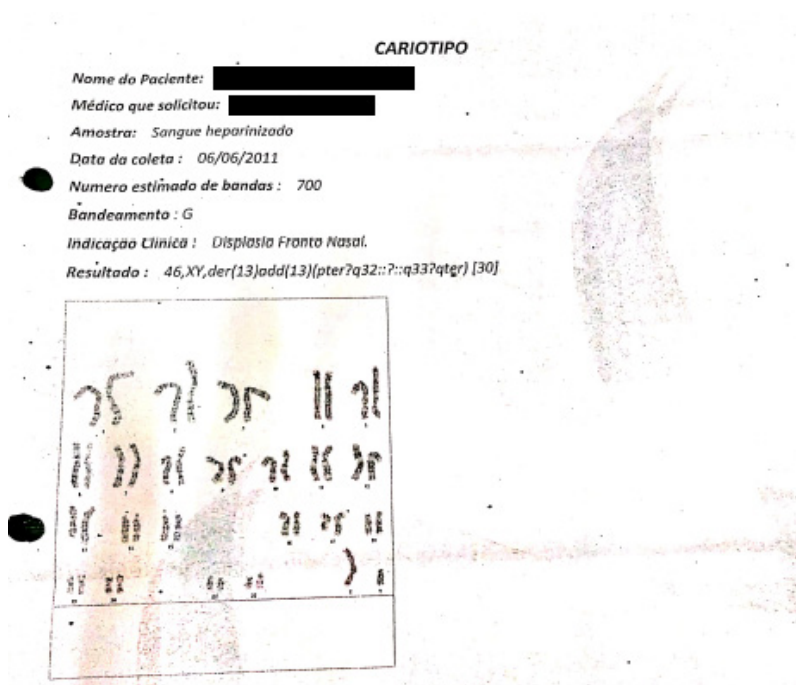 CARIOTIPO
Nome do Paciente:
Médico que solicitou:
Amostra: Sangue heparinizado
Data da coleta : 06/06/2011
Numero estimado de bandas : 700
Bandeamento : G
Indicação Clinica : Displasia Fronto Nasal.
Resultado : 46,XY,der(13)add(13)(pter?q32::?::q33?qter) [30]